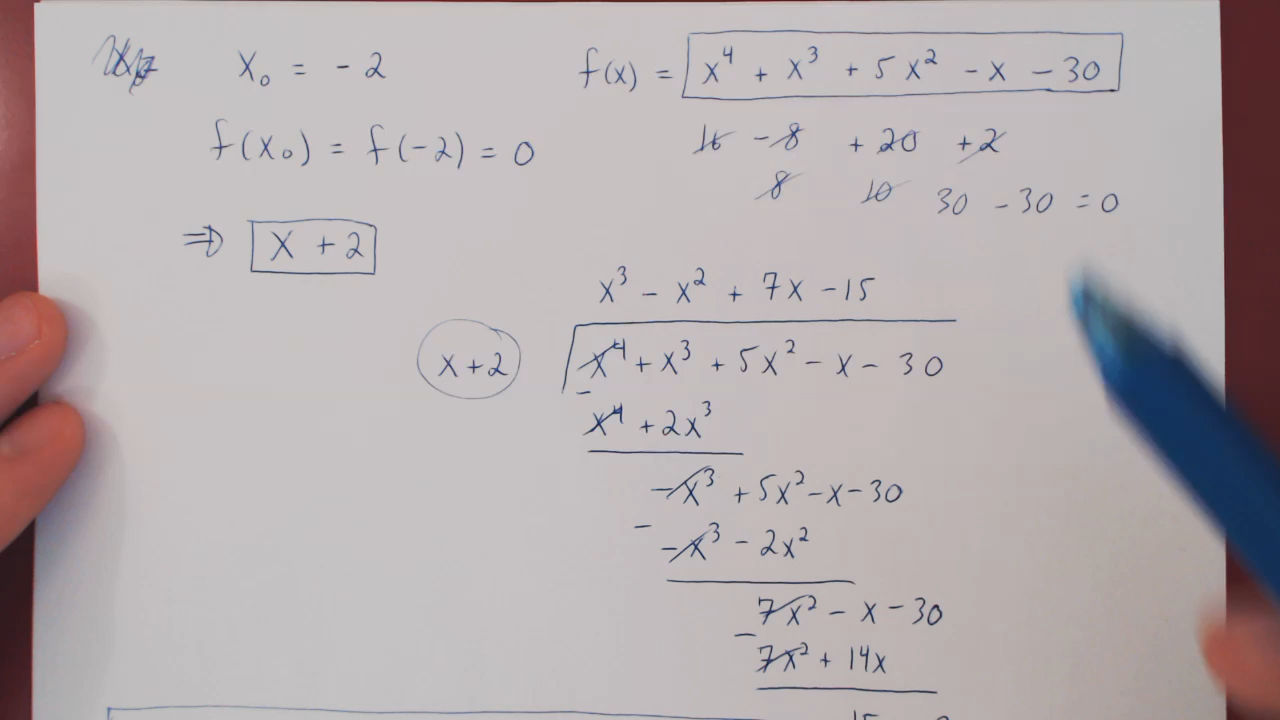 x₀ = -2
f(x) = x⁴ + x³ + 5x² - x - 30
f(x₀) = f(-2) = 0
16 - 8 + 20 + 2
8 10 30 - 30 = 0
⇒ x + 2
x³ - x² + 7x - 15
x+2 x⁴ + x³ + 5x² - x - 30
-
x⁴ + 2x³
-x³ + 5x² - x - 30
-
-x³ - 2x²
7x² - x - 30
-
7x² + 14x